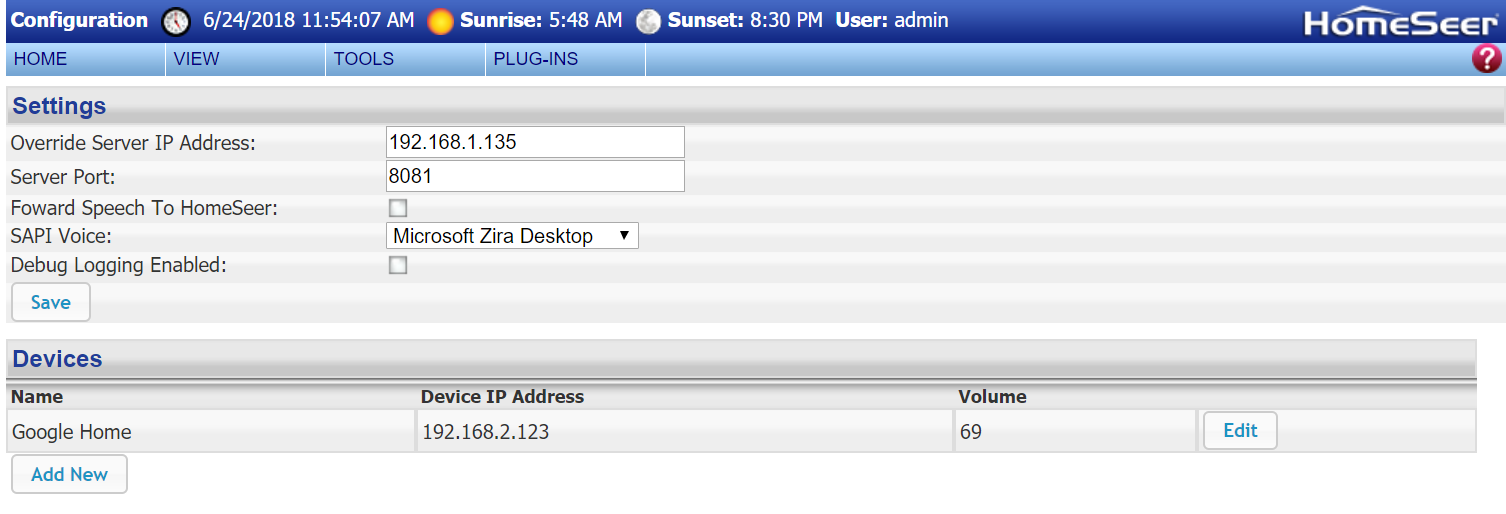 Configuration 6/24/2018 11:54:07 AM Sunrise: 5:48 AM Sunset: 8:30 PM User: admin HomeSeer
HOME VIEW TOOLS PLUG-INS ?
Settings
Override Server IP Address: 192.168.1.135
Server Port: 8081
Foward Speech To HomeSeer:
SAPI Voice: Microsoft Zira Desktop
Debug Logging Enabled:
Save
Devices
Name Device IP Address Volume
Google Home 192.168.2.123 69 Edit
Add New